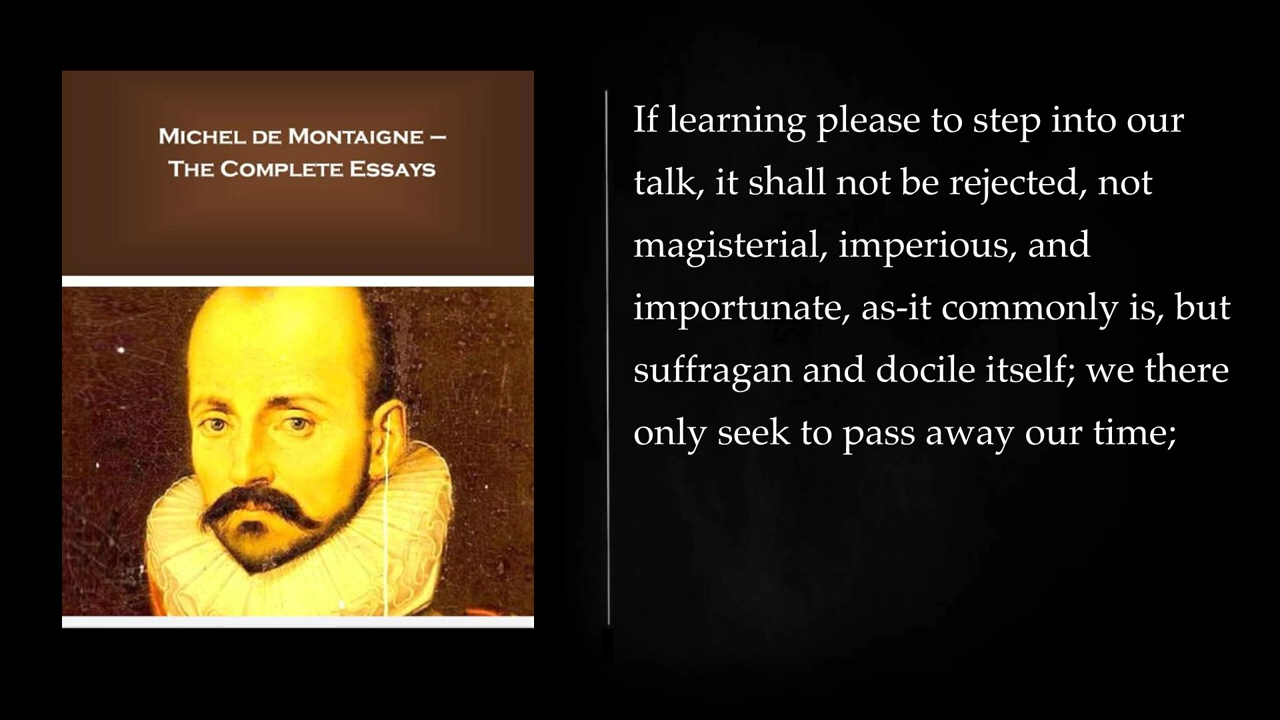 MICHEL DE MONTAIGNE –
THE COMPLETE ESSAYS
If learning please to step into our
talk, it shall not be rejected, not
magisterial, imperious, and
importunate, as-it commonly is, but
suffragan and docile itself; we there
only seek to pass away our time;